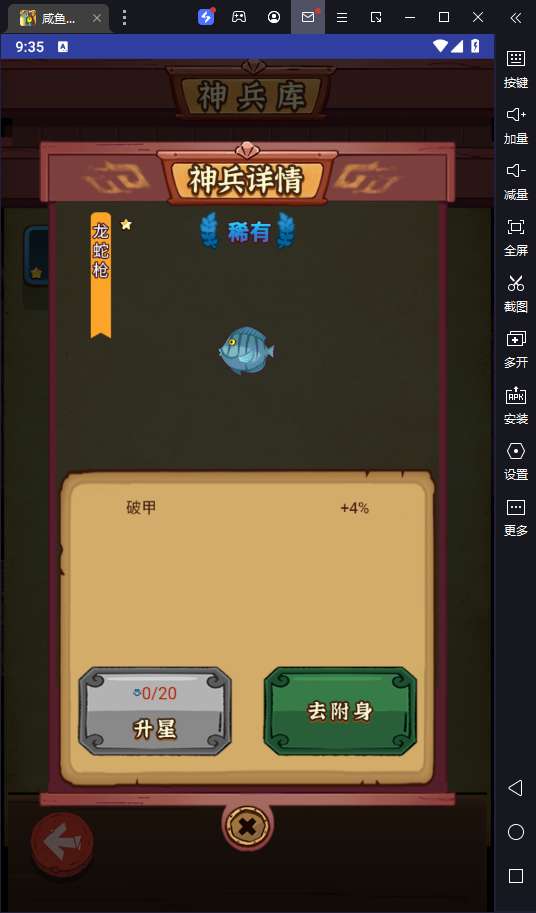 咸鱼...
9:35
A
神兵库
神兵详情
龙蛇枪
稀有
破甲
+4%
0/20
升星
去附身
按键
加量
减量
全屏
截图
多开
APK
安装
设置
更多